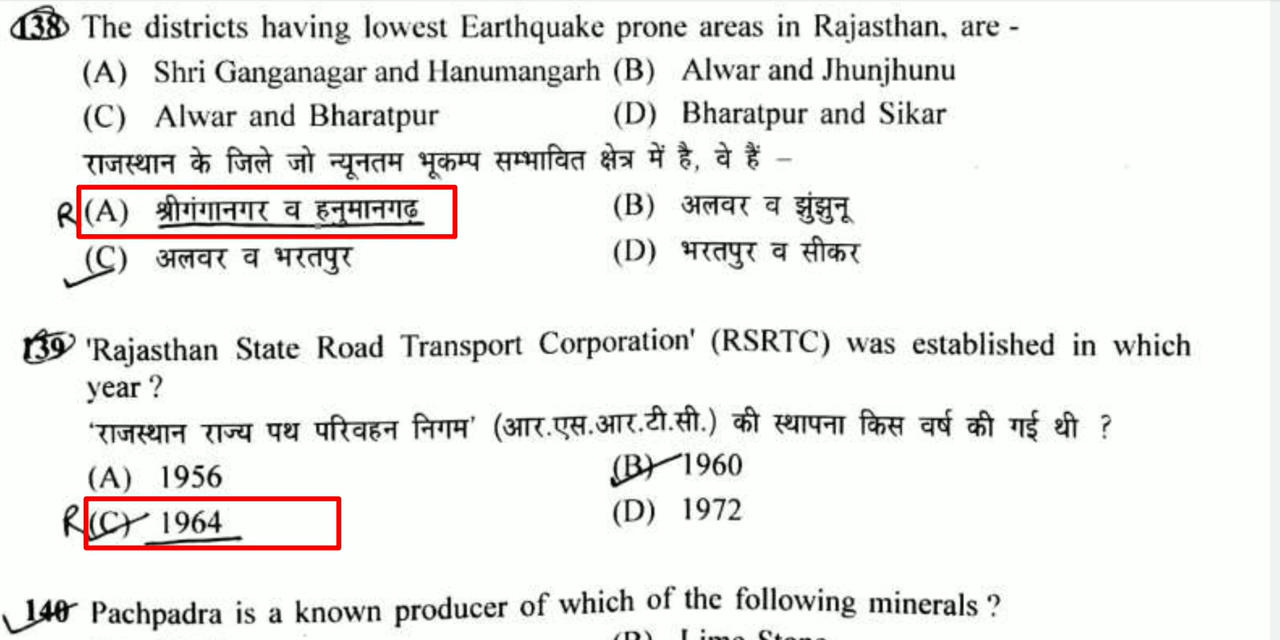 138 The districts having lowest Earthquake prone areas in Rajasthan, are -
(A) Shri Ganganagar and Hanumangarh (B) Alwar and Jhunjhunu
(C) Alwar and Bharatpur (D) Bharatpur and Sikar
राजस्थान के जिले जो न्यूनतम भूकम्प सम्भावित क्षेत्र में है, वे हैं –
R (A) श्रीगंगानगर व हनुमानगढ़ (B) अलवर व झुंझुनू
(C) अलवर व भरतपुर (D) भरतपुर व सीकर
139 'Rajasthan State Road Transport Corporation' (RSRTC) was established in which
year ?
'राजस्थान राज्य पथ परिवहन निगम' (आर.एस.आर.टी.सी.) की स्थापना किस वर्ष की गई थी ?
(A) 1956 (B) 1960
R (C) 1964 (D) 1972
140 Pachpadra is a known producer of which of the following minerals ?
(B) Lime Stone